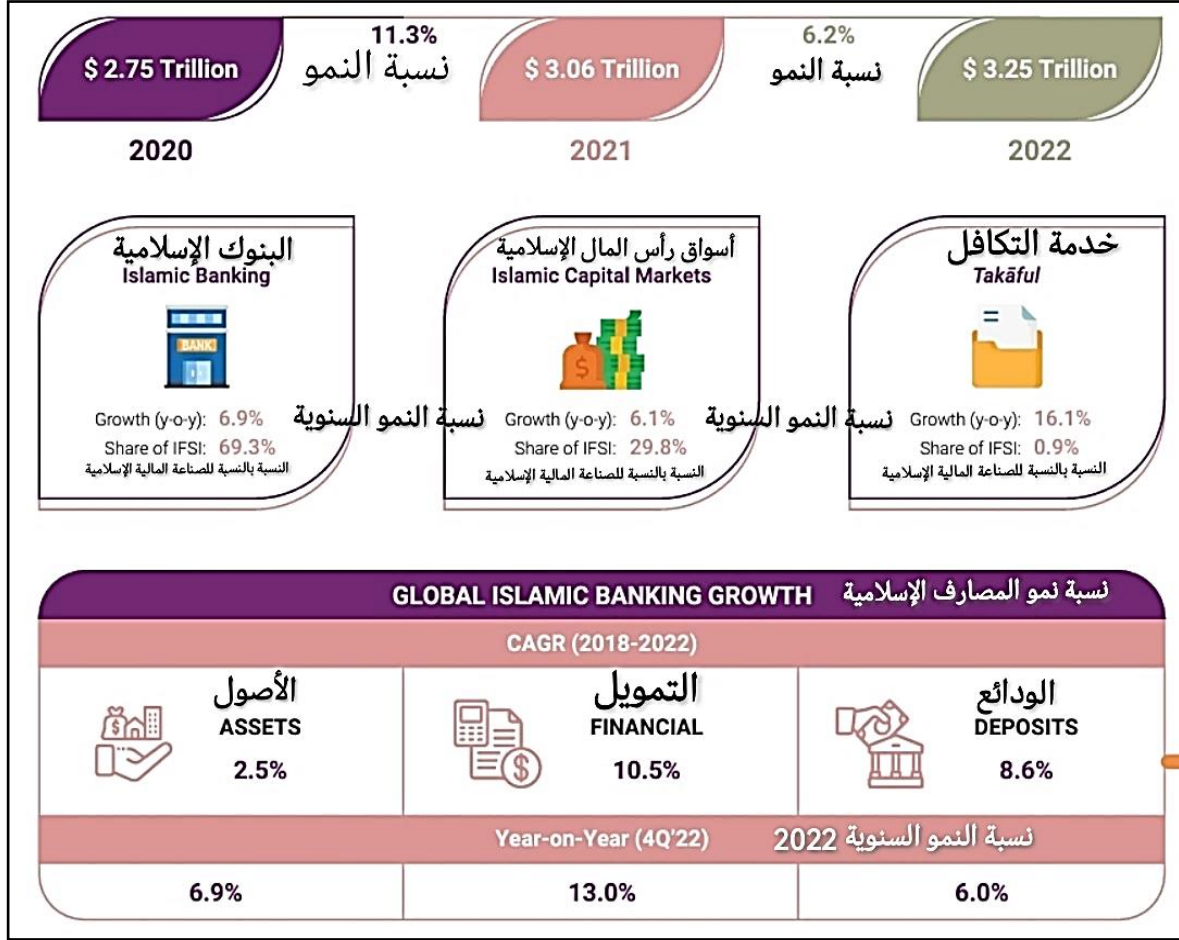 $ 2.75 Trillion
11.3%
نسبة النمو
$ 3.06 Trillion
6.2%
نسبة النمو
$ 3.25 Trillion
2020
2021
2022
البنوك الإسلامية
Islamic Banking
BANK
Growth (y-o-y): 6.9%
نسبة النمو السنوية
Share of IFSI: 69.3%
النسبة بالنسبة للصناعة المالية الإسلامية
أسواق رأس المال الإسلامية
Islamic Capital Markets
$
Growth (y-o-y): 6.1%
نسبة النمو السنوية
Share of IFSI: 29.8%
النسبة بالنسبة للصناعة المالية الإسلامية
خدمة التكافل
Takāful
Growth (y-o-y): 16.1%
Share of IFSI: 0.9%
النسبة بالنسبة للصناعة المالية الإسلامية
GLOBAL ISLAMIC BANKING GROWTH نسبة نمو المصارف الإسلامية
CAGR (2018-2022)
الأصول
ASSETS
$
2.5%
التمويل
FINANCIAL
$
10.5%
الودائع
DEPOSITS
8.6%
Year-on-Year (4Q'22) نسبة النمو السنوية 2022
6.9%
13.0%
6.0%